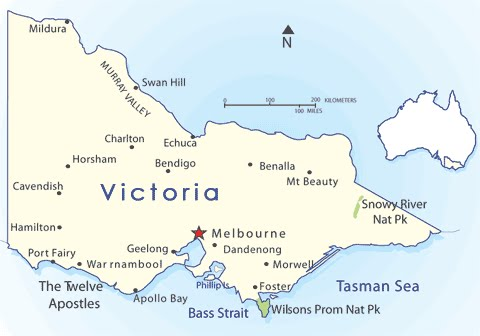 Mildura
N
MURRAY VALLEY
Swan Hill
0 100 200 KILOMETERS
100 MILES
Charlton
Echuca
Horsham
Bendigo
Benalla
Mt Beauty
Cavendish
Victoria
Snowy River
Nat Pk
Hamilton
Melbourne
Port Fairy
Geelong
Dandenong
Warrnambool
Morwell
Phillip Is
Foster
Tasman Sea
The Twelve
Apostles
Apollo Bay
Bass Strait
Wilsons Prom Nat Pk